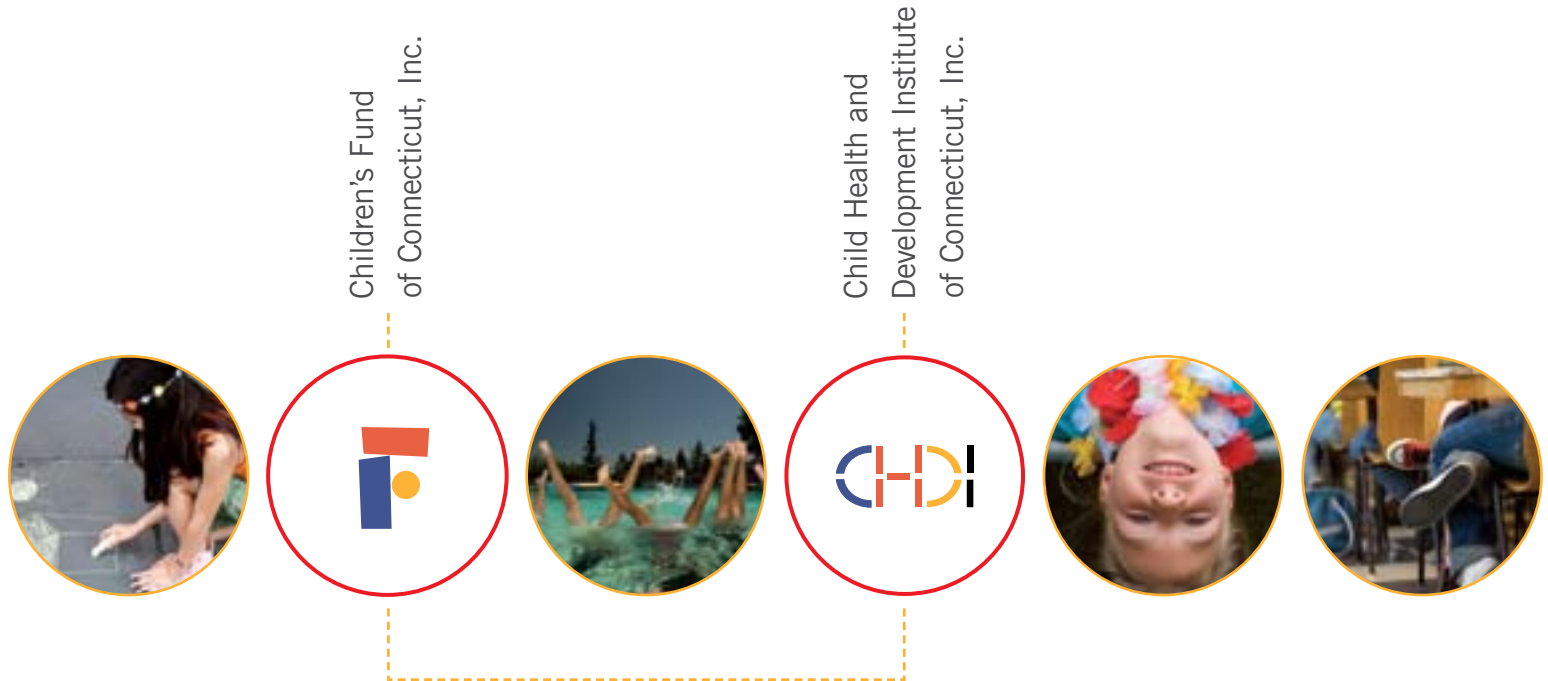 Children's Fund
of Connecticut, Inc.
Child Health and
Development Institute
of Connecticut, Inc.
CHDI